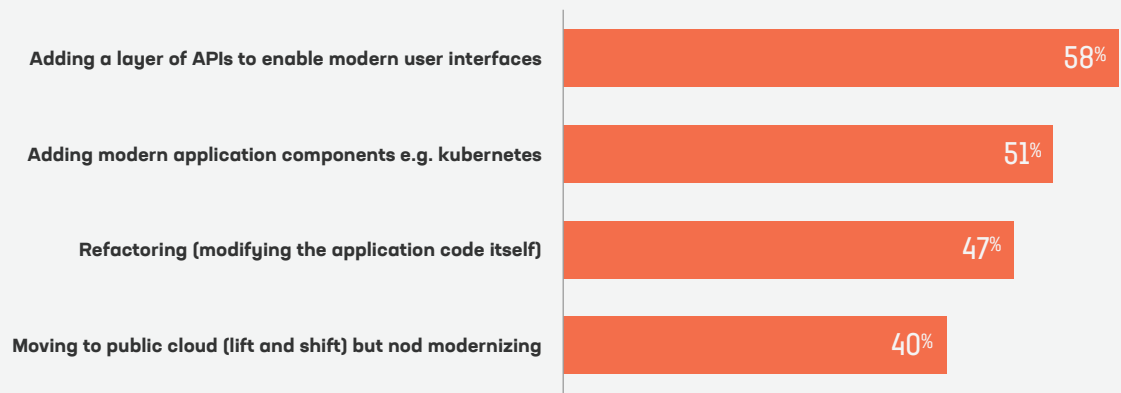 Adding a layer of APIs to enable modern user interfaces 58%
Adding modern application components e.g. kubernetes 51%
Refactoring (modifying the application code itself) 47%
Moving to public cloud (lift and shift) but nod modernizing 40%